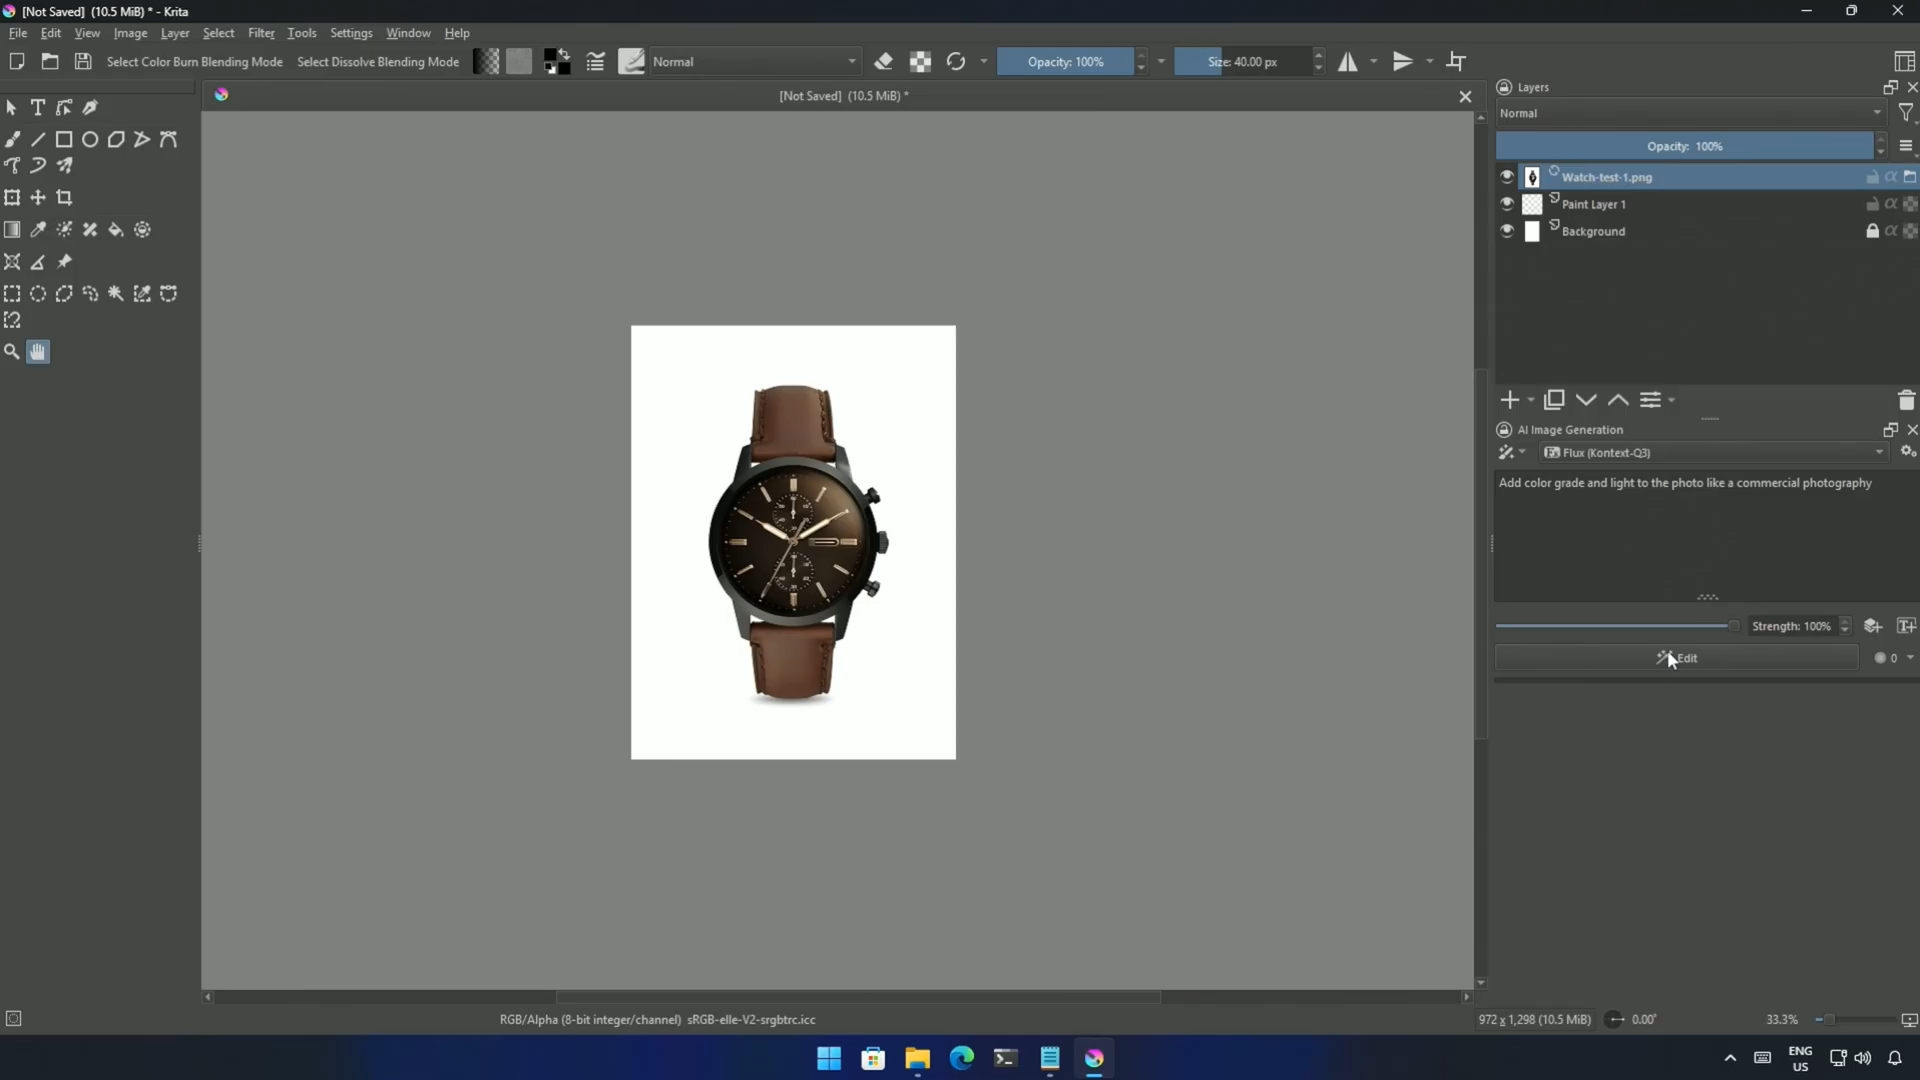 [Not Saved] (10.5 MiB) * - Krita
File Edit View Image Layer Select Filter Tools Settings Window Help
Select Color Burn Blending Mode Select Dissolve Blending Mode Normal Opacity: 100% Size: 40.00 px
[Not Saved] (10.5 MiB) *
Layers
Normal
Opacity: 100%
Watch-test-1.png
Paint Layer 1
Background
AI Image Generation
Flux (Kontext-Q3)
Add color grade and light to the photo like a commercial photography
Strength: 100%
Edit 0
RGB/Alpha (8-bit integer/channel) sRGB-elle-V2-srgbtrc.icc
972 x 1,298 (10.5 MiB) 0.00° 33.3%
ENG
US